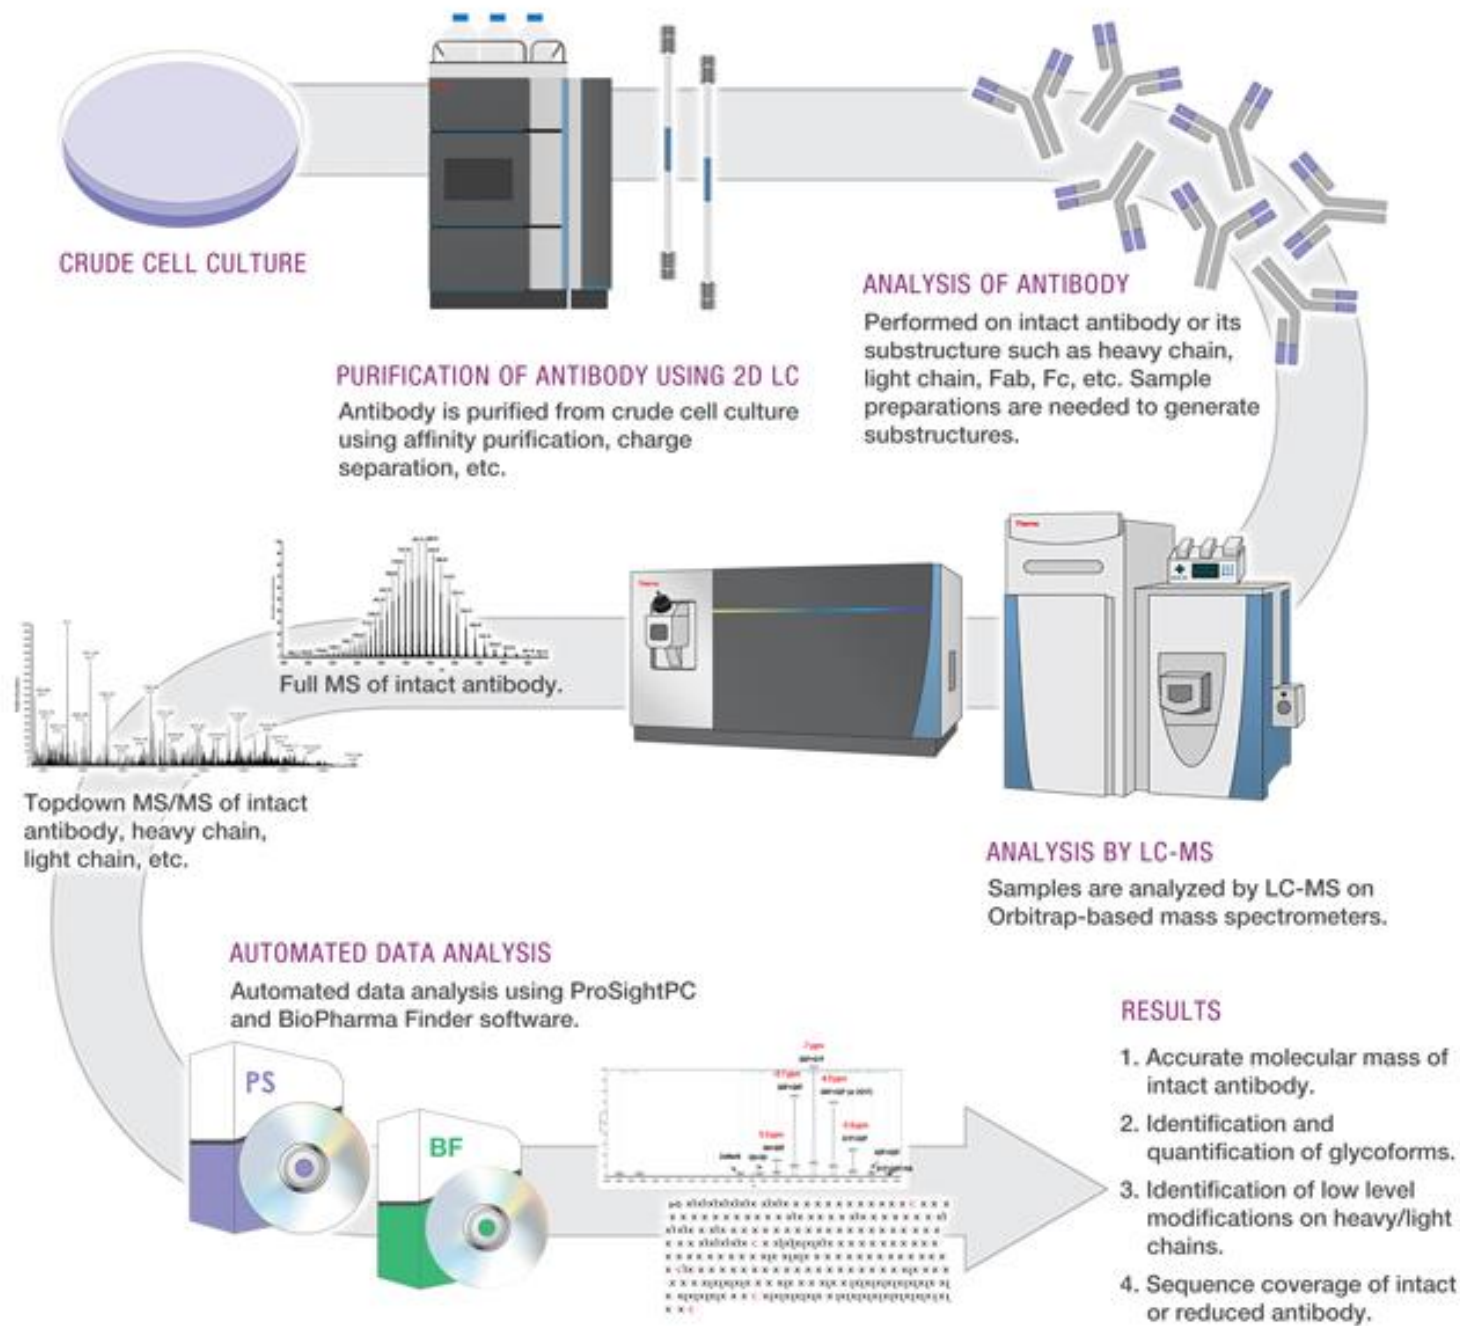 CRUDE CELL CULTURE
PURIFICATION OF ANTIBODY USING 2D LC
Antibody is purified from crude cell culture
using affinity purification, charge
separation, etc.
ANALYSIS OF ANTIBODY
Performed on intact antibody or its
substructure such as heavy chain,
light chain, Fab, Fc, etc. Sample
preparations are needed to generate
substructures.
Thermo
Thermo
ANALYSIS BY LC-MS
Samples are analyzed by LC-MS on
Orbitrap-based mass spectrometers.
Full MS of intact antibody.
Topdown MS/MS of intact
antibody, heavy chain,
light chain, etc.
AUTOMATED DATA ANALYSIS
Automated data analysis using ProSightPC
and BioPharma Finder software.
PS
BF
RESULTS
1. Accurate molecular mass of
intact antibody.
2. Identification and
quantification of glycoforms.
3. Identification of low level
modifications on heavy/light
chains.
4. Sequence coverage of intact
or reduced antibody.